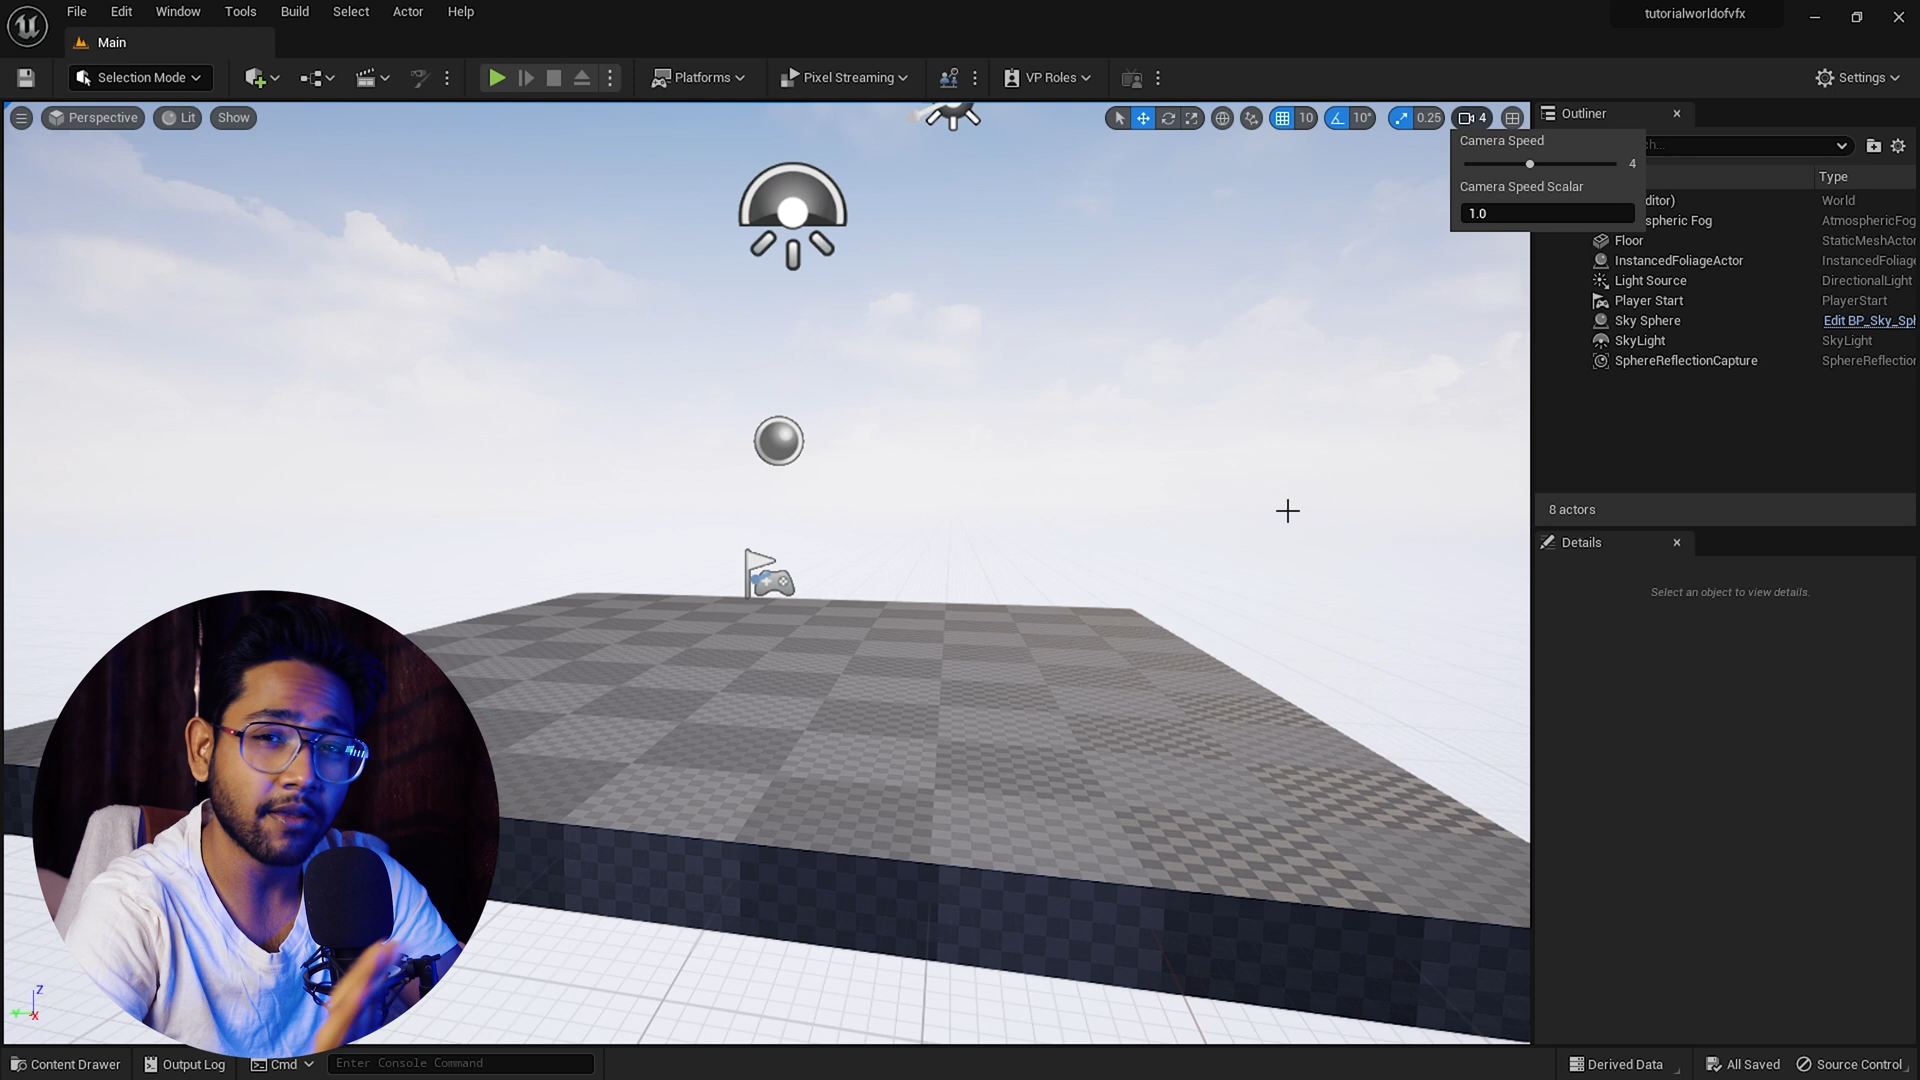 File Edit Window Tools Build Select Actor Help
tutorialworldofvfx
Main
Selection Mode
Platforms
Pixel Streaming
VP Roles
Settings
Perspective
Lit
Show
10
10°
0.25
4
Camera Speed
4
Camera Speed Scalar
1.0
Outliner
ch...
Type
ditor) World
spheric Fog AtmosphericFog
Floor StaticMeshActor
InstancedFoliageActor InstancedFoliage
Light Source DirectionalLight
Player Start PlayerStart
Sky Sphere Edit BP_Sky_Sph
SkyLight SkyLight
SphereReflectionCapture SphereReflection
8 actors
Details
Select an object to view details.
Z
Y
X
Content Drawer
Output Log
Cmd
Enter Console Command
Derived Data
All Saved
Source Control